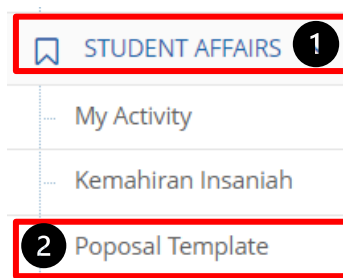 STUDENT AFFAIRS 1
My Activity
Kemahiran Insaniah
2 Poposal Template